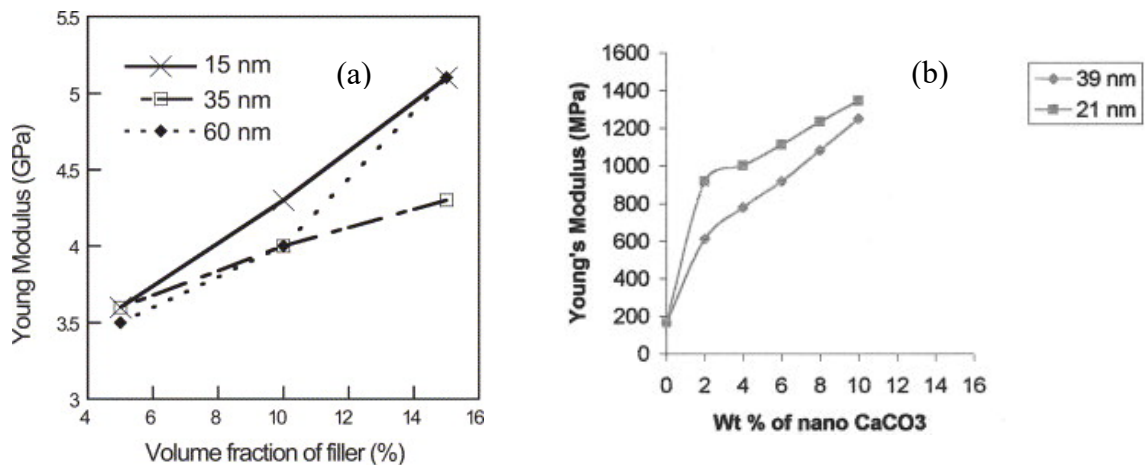 5.5
5
4.5
4
3.5
3
4 6 8 10 12 14 16
Young Modulus (GPa)
Volume fraction of filler (%)
15 nm
35 nm
60 nm
(a)
1600
1400
1200
1000
800
600
400
200
0
0 2 4 6 8 10 12 14 16
Young's Modulus (MPa)
Wt % of nano CaCO3
(b)
39 nm
21 nm